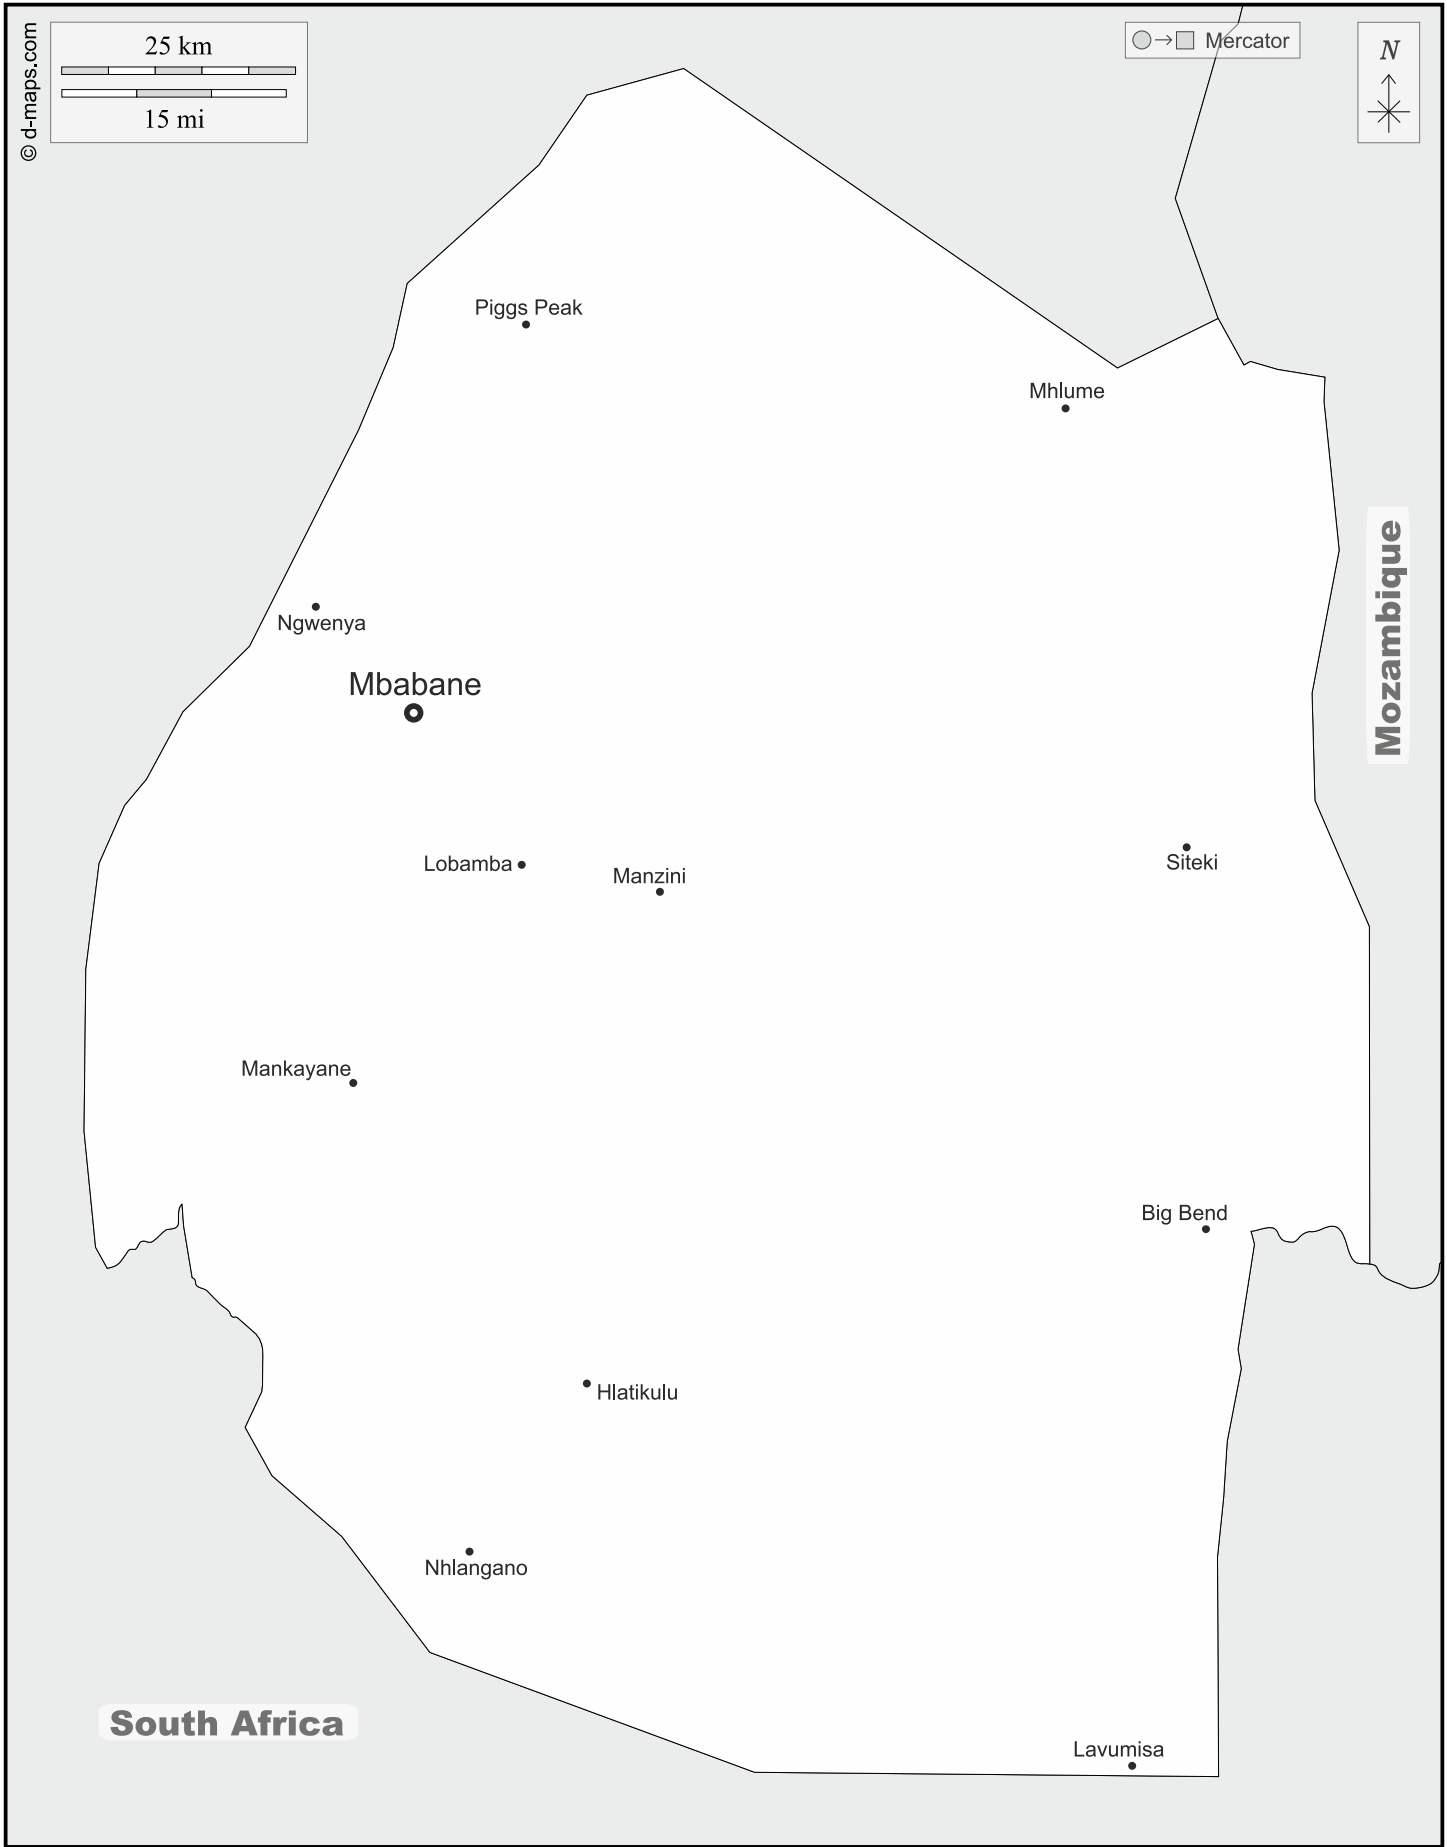 © d-maps.com
25 km
15 mi
Mercator
N
Piggs Peak
Mhlume
Ngwenya
Mbabane
Mozambique
Lobamba
Manzini
Siteki
Mankayane
Big Bend
Hlatikulu
Nhlangano
South Africa
Lavumisa